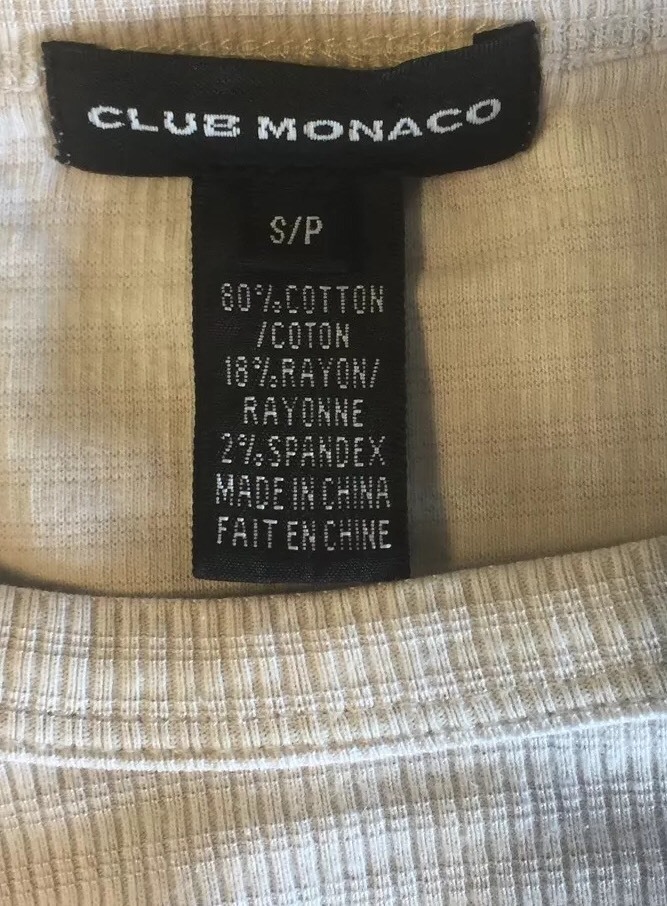 CLUB MONACO
S/P
80%COTTON
/COTON
18%RAYON/
RAYONNE
2%SPANDEX
MADE IN CHINA
FAIT EN CHINE